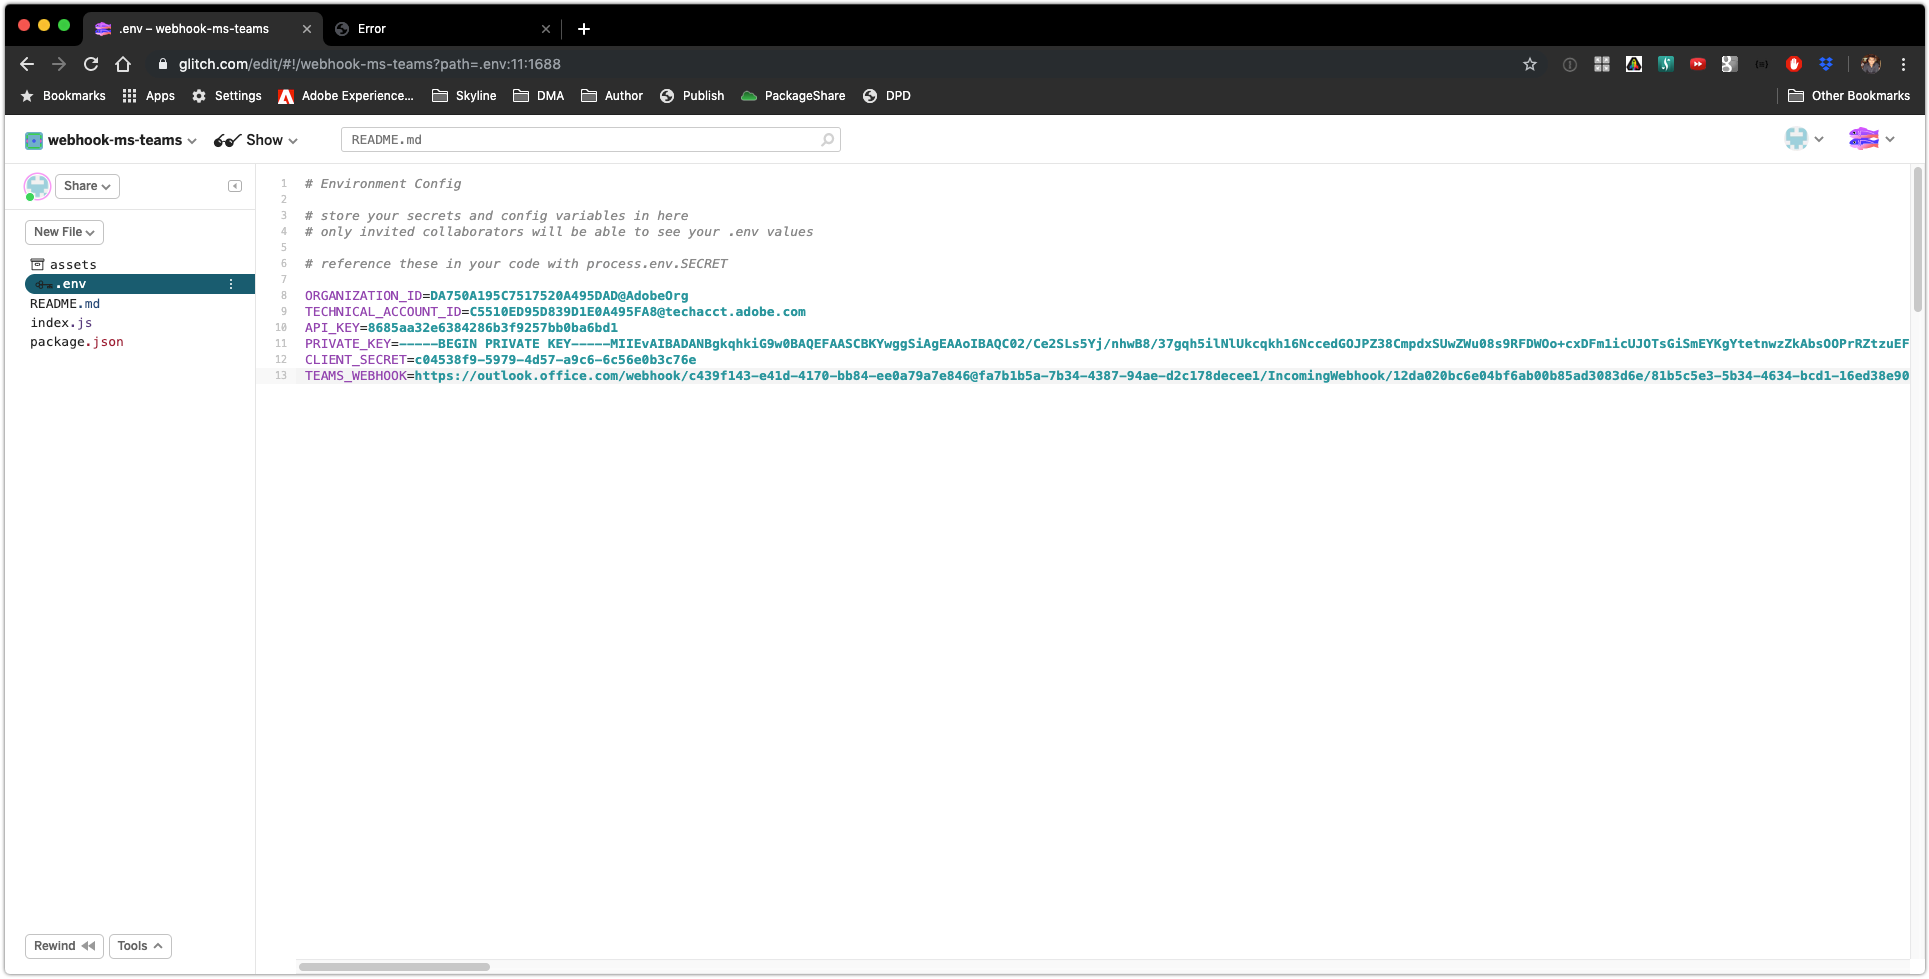 .env – webhook-ms-teams
Error
glitch.com/edit/#!/webhook-ms-teams?path=.env:11:1688
Bookmarks Apps Settings Adobe Experience... Skyline DMA Author Publish PackageShare DPD Other Bookmarks
webhook-ms-teams Show README.md
Share
New File
assets
.env
README.md
index.js
package.json
1 # Environment Config
2
3 # store your secrets and config variables in here
4 # only invited collaborators will be able to see your .env values
5
6 # reference these in your code with process.env.SECRET
7
8 ORGANIZATION_ID=DA750A195C7517520A495DAD@AdobeOrg
9 TECHNICAL_ACCOUNT_ID=C5510ED95D839D1E0A495FA8@techacct.adobe.com
10 API_KEY=8685aa32e6384286b3f9257bb0ba6bd1
11 PRIVATE_KEY=-----BEGIN PRIVATE KEY-----MIIEvAIBADANBgkqhkiG9w0BAQEFAASCBKYwggSiAgEAAoIBAQC02/Ce2SLs5Yj/nhwB8/37gqh5ilNlUkcqkh16NccedGOJPZ38CmpdxSUwZWu08s9RFDWOo+cxDFm1icUJOTsGiSmEYKgYtetnwzZkAbsOOPrRZtzuEF
12 CLIENT_SECRET=c04538f9-5979-4d57-a9c6-6c56e0b3c76e
13 TEAMS_WEBHOOK=https://outlook.office.com/webhook/c439f143-e41d-4170-bb84-ee0a79a7e846@fa7b1b5a-7b34-4387-94ae-d2c178decee1/IncomingWebhook/12da020bc6e04bf6ab00b85ad3083d6e/81b5c5e3-5b34-4634-bcd1-16ed38e90
Rewind Tools